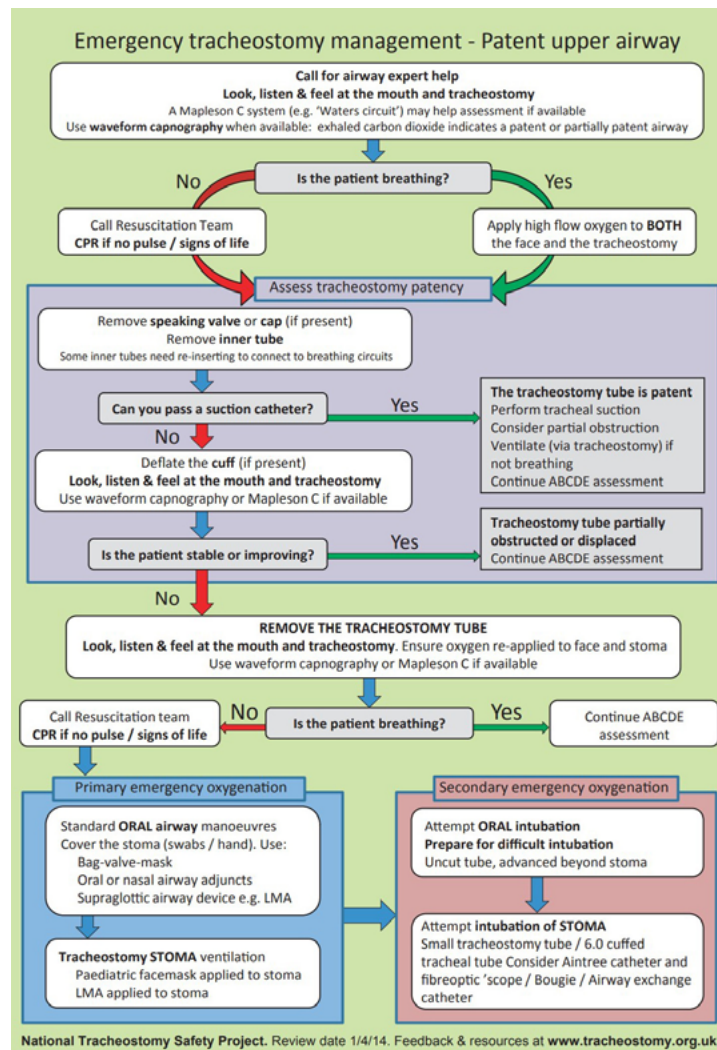 Emergency tracheostomy management - Patent upper airway
Call for airway expert help
Look, listen & feel at the mouth and tracheostomy
A Mapleson C system (e.g. ‘Waters circuit’) may help assessment if available
Use waveform capnography when available: exhaled carbon dioxide indicates a patent or partially patent airway
No
Is the patient breathing?
Yes
Call Resuscitation Team
CPR if no pulse / signs of life
Apply high flow oxygen to BOTH
the face and the tracheostomy
Assess tracheostomy patency
Remove speaking valve or cap (if present)
Remove inner tube
Some inner tubes need re-inserting to connect to breathing circuits
Can you pass a suction catheter?
Yes
The tracheostomy tube is patent
Perform tracheal suction
Consider partial obstruction
Ventilate (via tracheostomy) if
not breathing
Continue ABCDE assessment
No
Deflate the cuff (if present)
Look, listen & feel at the mouth and tracheostomy
Use waveform capnography or Mapleson C if available
Is the patient stable or improving?
Yes
Tracheostomy tube partially
obstructed or displaced
Continue ABCDE assessment
No
REMOVE THE TRACHEOSTOMY TUBE
Look, listen & feel at the mouth and tracheostomy. Ensure oxygen re-applied to face and stoma
Use waveform capnography or Mapleson C if available
Call Resuscitation team
CPR if no pulse / signs of life
No
Is the patient breathing?
Yes
Continue ABCDE
assessment
Primary emergency oxygenation
Standard ORAL airway manoeuvres
Cover the stoma (swabs / hand). Use:
Bag-valve-mask
Oral or nasal airway adjuncts
Supraglottic airway device e.g. LMA
Tracheostomy STOMA ventilation
Paediatric facemask applied to stoma
LMA applied to stoma
Secondary emergency oxygenation
Attempt ORAL intubation
Prepare for difficult intubation
Uncut tube, advanced beyond stoma
Attempt intubation of STOMA
Small tracheostomy tube / 6.0 cuffed
tracheal tube Consider Aintree catheter and
fibreoptic ‘scope / Bougie / Airway exchange
catheter
National Tracheostomy Safety Project. Review date 1/4/14. Feedback & resources at www.tracheostomy.org.uk